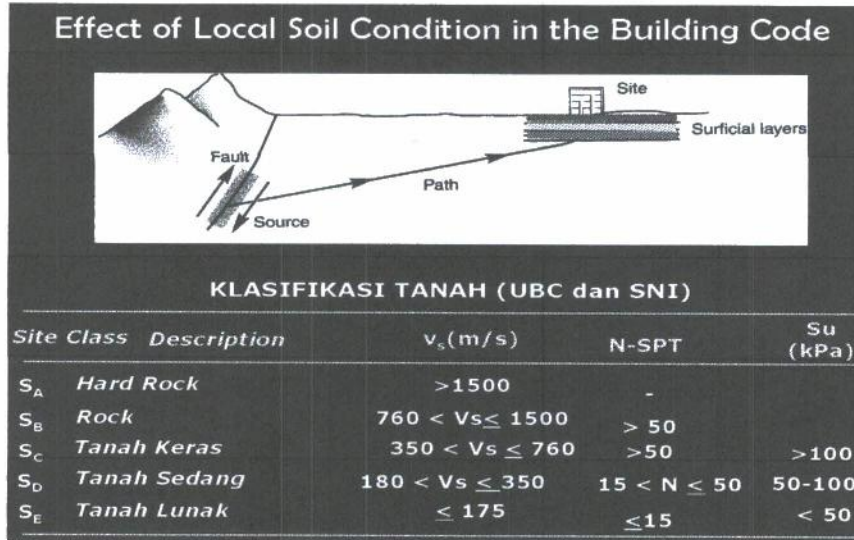 Effect of Local Soil Condition in the Building Code
Site
Surficial layers
Fault
Path
Source
KLASIFIKASI TANAH (UBC dan SNI)
Site Class Description vs(m/s) N-SPT Su (kPa)
SA Hard Rock >1500 -
SB Rock 760 < Vs≤ 1500 > 50
SC Tanah Keras 350 < Vs ≤ 760 >50 >100
SD Tanah Sedang 180 < Vs ≤ 350 15 < N ≤ 50 50-100
SE Tanah Lunak ≤ 175 ≤15 < 50